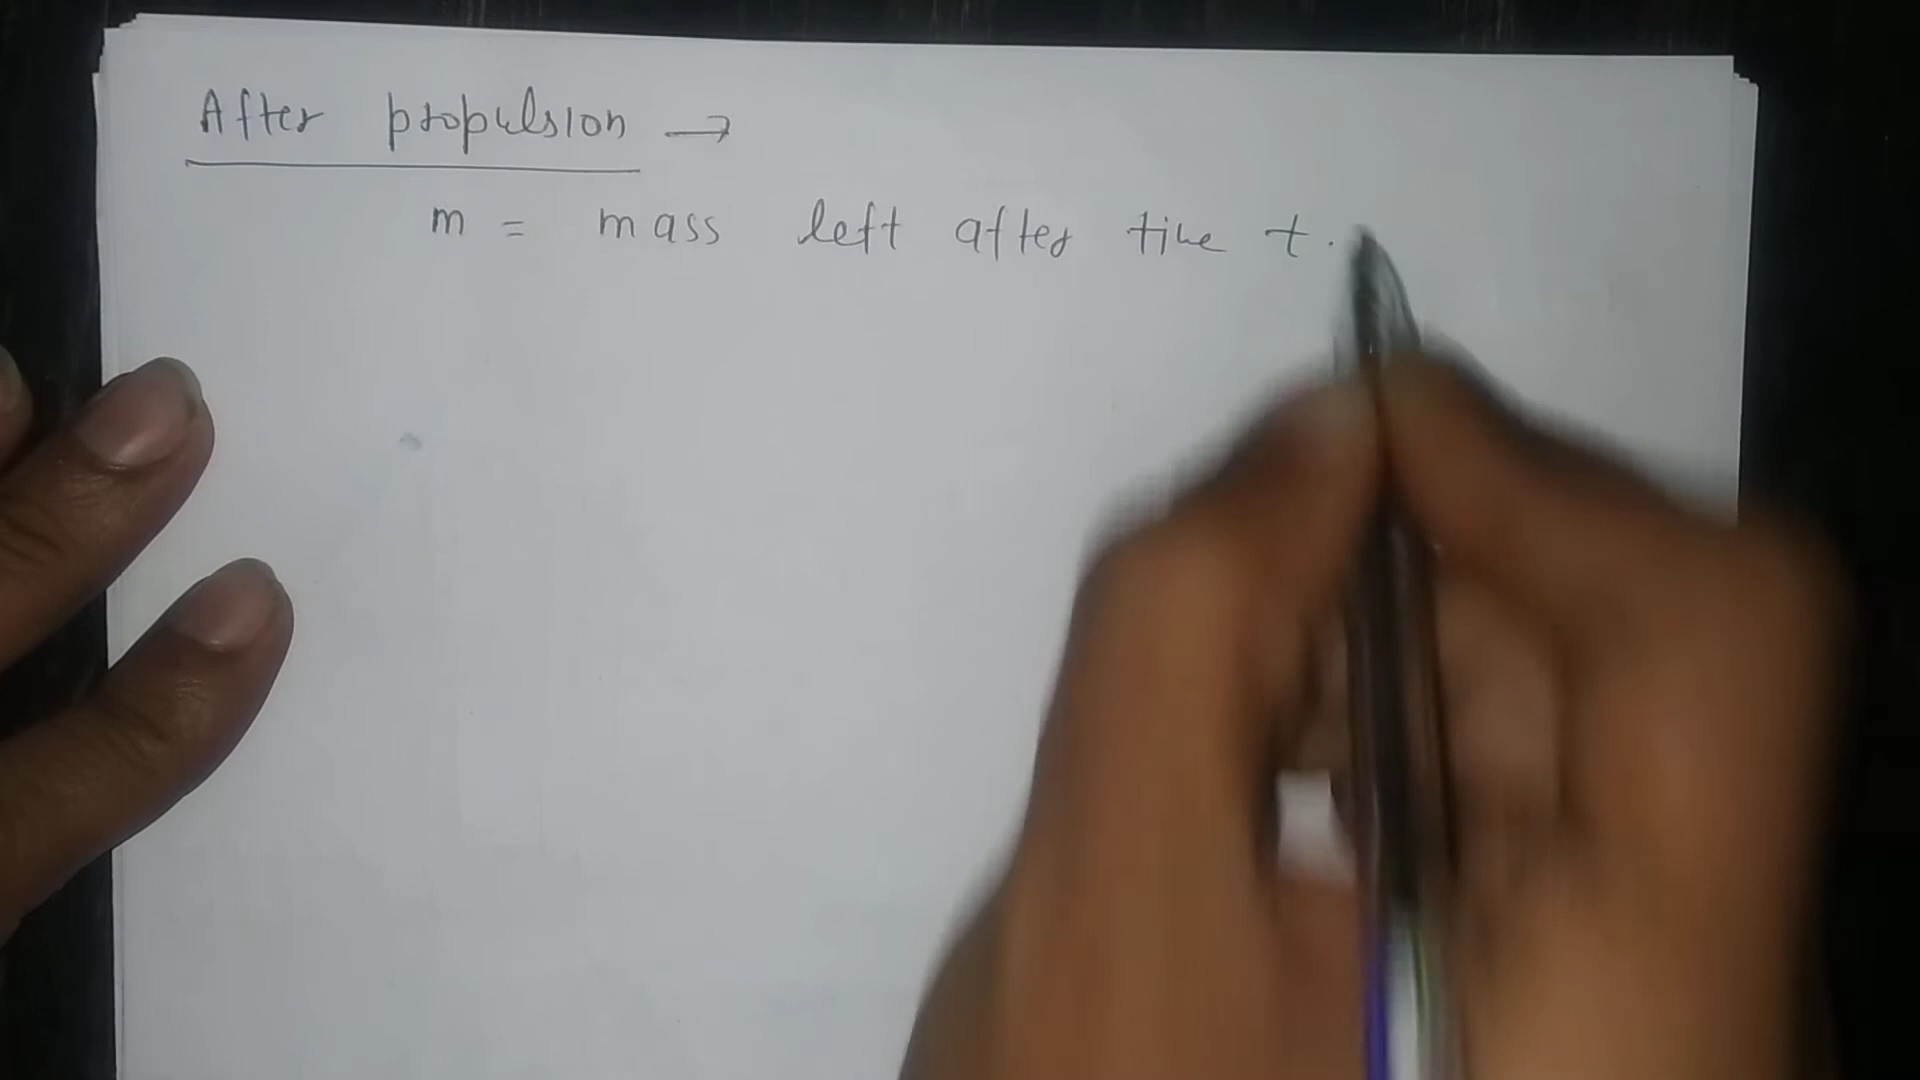 After propulsion →
m = mass left after time t.